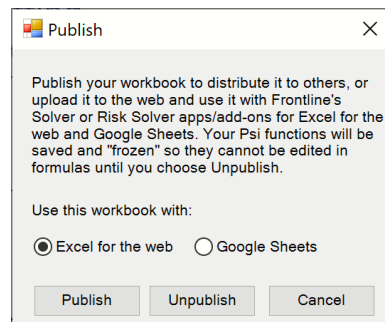 Publish
Publish your workbook to distribute it to others, or
upload it to the web and use it with Frontline's
Solver or Risk Solver apps/add-ons for Excel for the
web and Google Sheets. Your Psi functions will be
saved and "frozen" so they cannot be edited in
formulas until you choose Unpublish.
Use this workbook with:
Excel for the web Google Sheets
Publish Unpublish Cancel